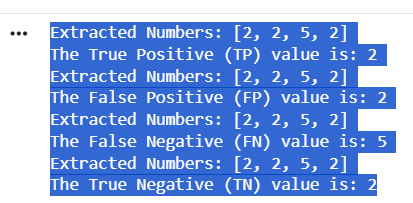 Extracted Numbers: [2, 2, 5, 2]
The True Positive (TP) value is: 2
Extracted Numbers: [2, 2, 5, 2]
The False Positive (FP) value is: 2
Extracted Numbers: [2, 2, 5, 2]
The False Negative (FN) value is: 5
Extracted Numbers: [2, 2, 5, 2]
The True Negative (TN) value is: 2